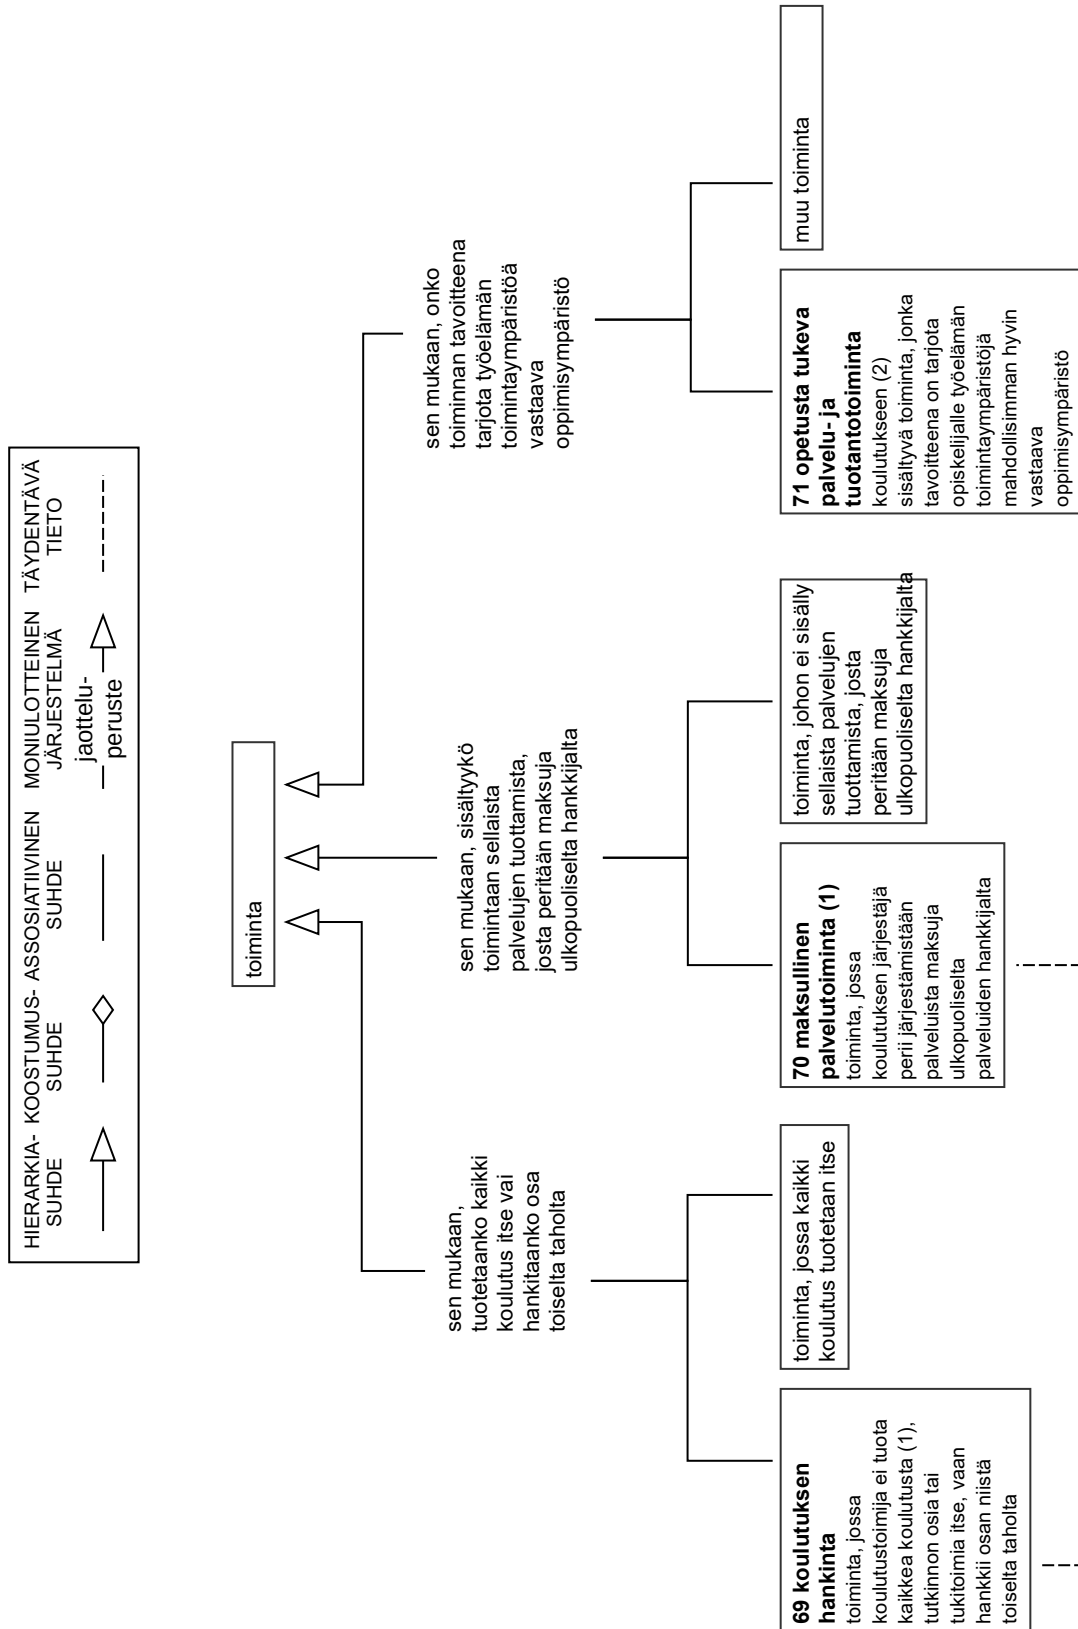 HIERARKIA-
SUHDE
KOOSTUMUS-
SUHDE
ASSOSIATIIVINEN
SUHDE
MONIULOTTEINEN
JÄRJESTELMÄ
jaottelu-
peruste
TÄYDENTÄVÄ
TIETO
toiminta
sen mukaan,
tuotetaanko kaikki
koulutus itse vai
hankitaanko osa
toiselta taholta
sen mukaan, sisältyykö
toimintaan sellaista
palvelujen tuottamista,
josta peritään maksuja
ulkopuoliselta hankkijalta
sen mukaan, onko
toiminnan tavoitteena
tarjota työelämän
toimintaympäristöä
vastaava
oppimisympäristö
69 koulutuksen
hankinta
toiminta, jossa
koulutustoimija ei tuota
kaikkea koulutusta (1),
tutkinnon osia tai
tukitoimia itse, vaan
hankkii osan niistä
toiselta taholta
toiminta, jossa kaikki
koulutus tuotetaan itse
70 maksullinen
palvelutoiminta (1)
toiminta, jossa
koulutuksen järjestäjä
perii järjestämistään
palveluista maksuja
ulkopuoliselta
palveluiden hankkijalta
toiminta, johon ei sisälly
sellaista palvelujen
tuottamista, josta
peritään maksuja
ulkopuoliselta hankkijalta
71 opetusta tukeva
palvelu- ja
tuotantotoiminta
koulutukseen (2)
sisältyvä toiminta, jonka
tavoitteena on tarjota
opiskelijalle työelämän
toimintaympäristöjä
mahdollisimman hyvin
vastaava
oppimisympäristö
muu toiminta